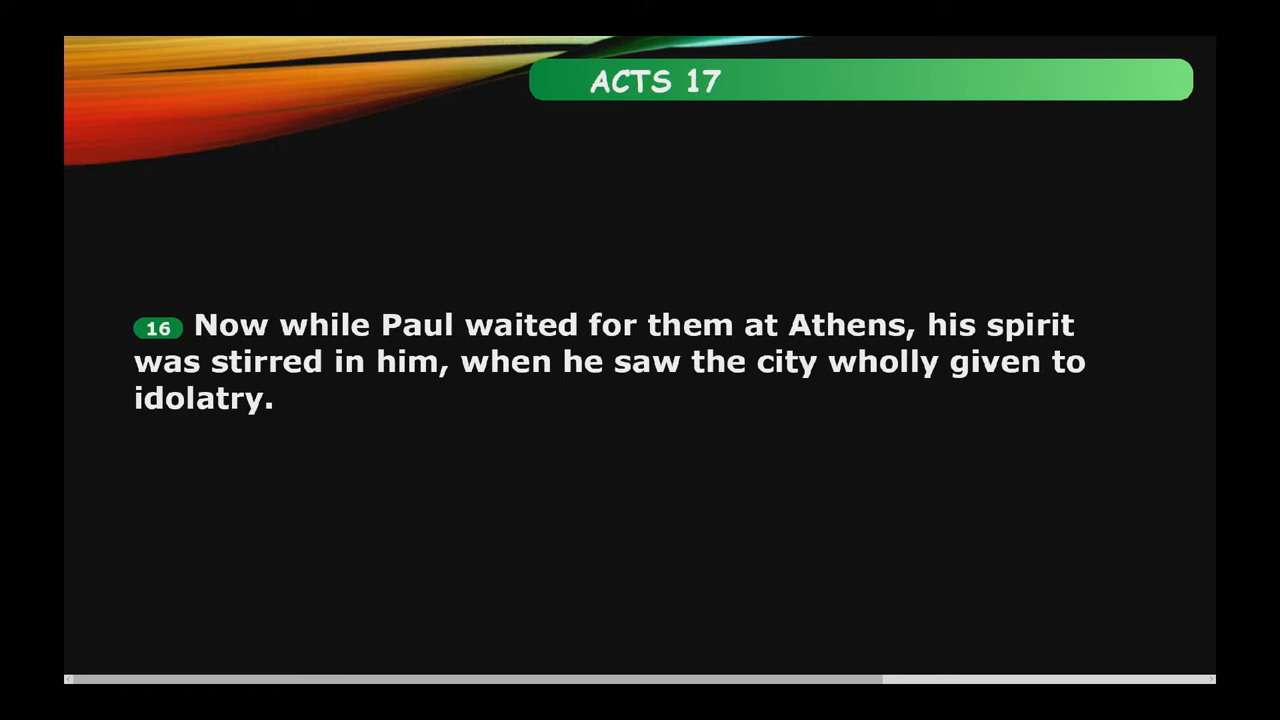 ACTS 17
16 Now while Paul waited for them at Athens, his spirit
was stirred in him, when he saw the city wholly given to
idolatry.